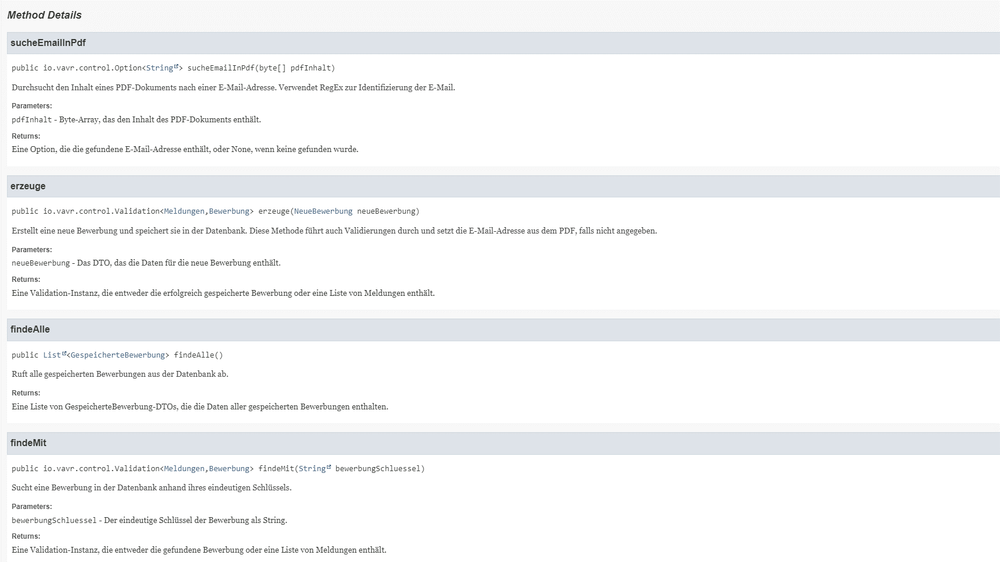 Method Details
sucheEmailInPdf
public io.vavr.control.Option<String> sucheEmailInPdf(byte[] pdfInhalt)
Durchsucht den Inhalt eines PDF-Dokuments nach einer E-Mail-Adresse. Verwendet RegEx zur Identifizierung der E-Mail.
Parameters:
pdfInhalt - Byte-Array, das den Inhalt des PDF-Dokuments enthält.
Returns:
Eine Option, die die gefundene E-Mail-Adresse enthält, oder None, wenn keine gefunden wurde.
erzeuge
public io.vavr.control.Validation<Meldungen,Bewerbung> erzeuge(NeueBewerbung neueBewerbung)
Erstellt eine neue Bewerbung und speichert sie in der Datenbank. Diese Methode führt auch Validierungen durch und setzt die E-Mail-Adresse aus dem PDF, falls nicht angegeben.
Parameters:
neueBewerbung - Das DTO, das die Daten für die neue Bewerbung enthält.
Returns:
Eine Validation-Instanz, die entweder die erfolgreich gespeicherte Bewerbung oder eine Liste von Meldungen enthält.
findeAlle
public List<GespeicherteBewerbung> findeAlle()
Ruft alle gespeicherten Bewerbungen aus der Datenbank ab.
Returns:
Eine Liste von GespeicherteBewerbung-DTOs, die die Daten aller gespeicherten Bewerbungen enthalten.
findeMit
public io.vavr.control.Validation<Meldungen,Bewerbung> findeMit(String bewerbungSchluessel)
Sucht eine Bewerbung in der Datenbank anhand ihres eindeutigen Schlüssels.
Parameters:
bewerbungSchluessel - Der eindeutige Schlüssel der Bewerbung als String.
Returns:
Eine Validation-Instanz, die entweder die gefundene Bewerbung oder eine Liste von Meldungen enthält.